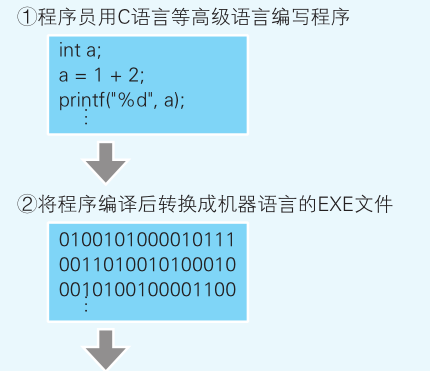 ①程序员用C语言等高级语言编写程序
int a;
a = 1 + 2;
printf("%d", a);
⋮
②将程序编译后转换成机器语言的EXE文件
0100101000010111
0011010010100010
0010100100001100
⋮